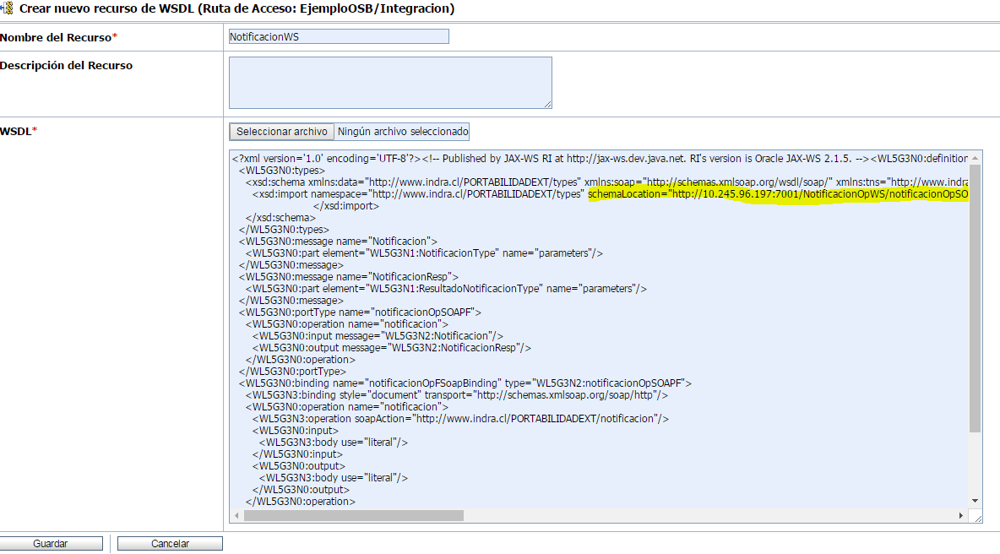 Crear nuevo recurso de WSDL (Ruta de Acceso: EjemploOSB/Integracion)
Nombre del Recurso* NotificacionWS
Descripción del Recurso
WSDL* Seleccionar archivo Ningún archivo seleccionado
<?xml version='1.0' encoding='UTF-8'?><!-- Published by JAX-WS RI at http://jax-ws.dev.java.net. RI's version is Oracle JAX-WS 2.1.5. --><WL5G3N0:definition
<WL5G3N0:types>
<xsd:schema xmlns:data="http://www.indra.cl/PORTABILIDADEXT/types" xmlns:soap="http://schemas.xmlsoap.org/wsdl/soap/" xmlns:tns="http://www.indra
<xsd:import namespace="http://www.indra.cl/PORTABILIDADEXT/types" schemaLocation="http://10.245.96.197:7001/NotificacionOpWS/notificacionOpSO
</xsd:import>
</xsd:schema>
</WL5G3N0:types>
<WL5G3N0:message name="Notificacion">
<WL5G3N0:part element="WL5G3N1:NotificacionType" name="parameters"/>
</WL5G3N0:message>
<WL5G3N0:message name="NotificacionResp">
<WL5G3N0:part element="WL5G3N1:ResultadoNotificacionType" name="parameters"/>
</WL5G3N0:message>
<WL5G3N0:portType name="notificacionOpSOAPF">
<WL5G3N0:operation name="notificacion">
<WL5G3N0:input message="WL5G3N2:Notificacion"/>
<WL5G3N0:output message="WL5G3N2:NotificacionResp"/>
</WL5G3N0:operation>
</WL5G3N0:portType>
<WL5G3N0:binding name="notificacionOpFSoapBinding" type="WL5G3N2:notificacionOpSOAPF">
<WL5G3N3:binding style="document" transport="http://schemas.xmlsoap.org/soap/http"/>
<WL5G3N0:operation name="notificacion">
<WL5G3N3:operation soapAction="http://www.indra.cl/PORTABILIDADEXT/notificacion"/>
<WL5G3N0:input>
<WL5G3N3:body use="literal"/>
</WL5G3N0:input>
<WL5G3N0:output>
<WL5G3N3:body use="literal"/>
</WL5G3N0:output>
</WL5G3N0:operation>
Guardar Cancelar